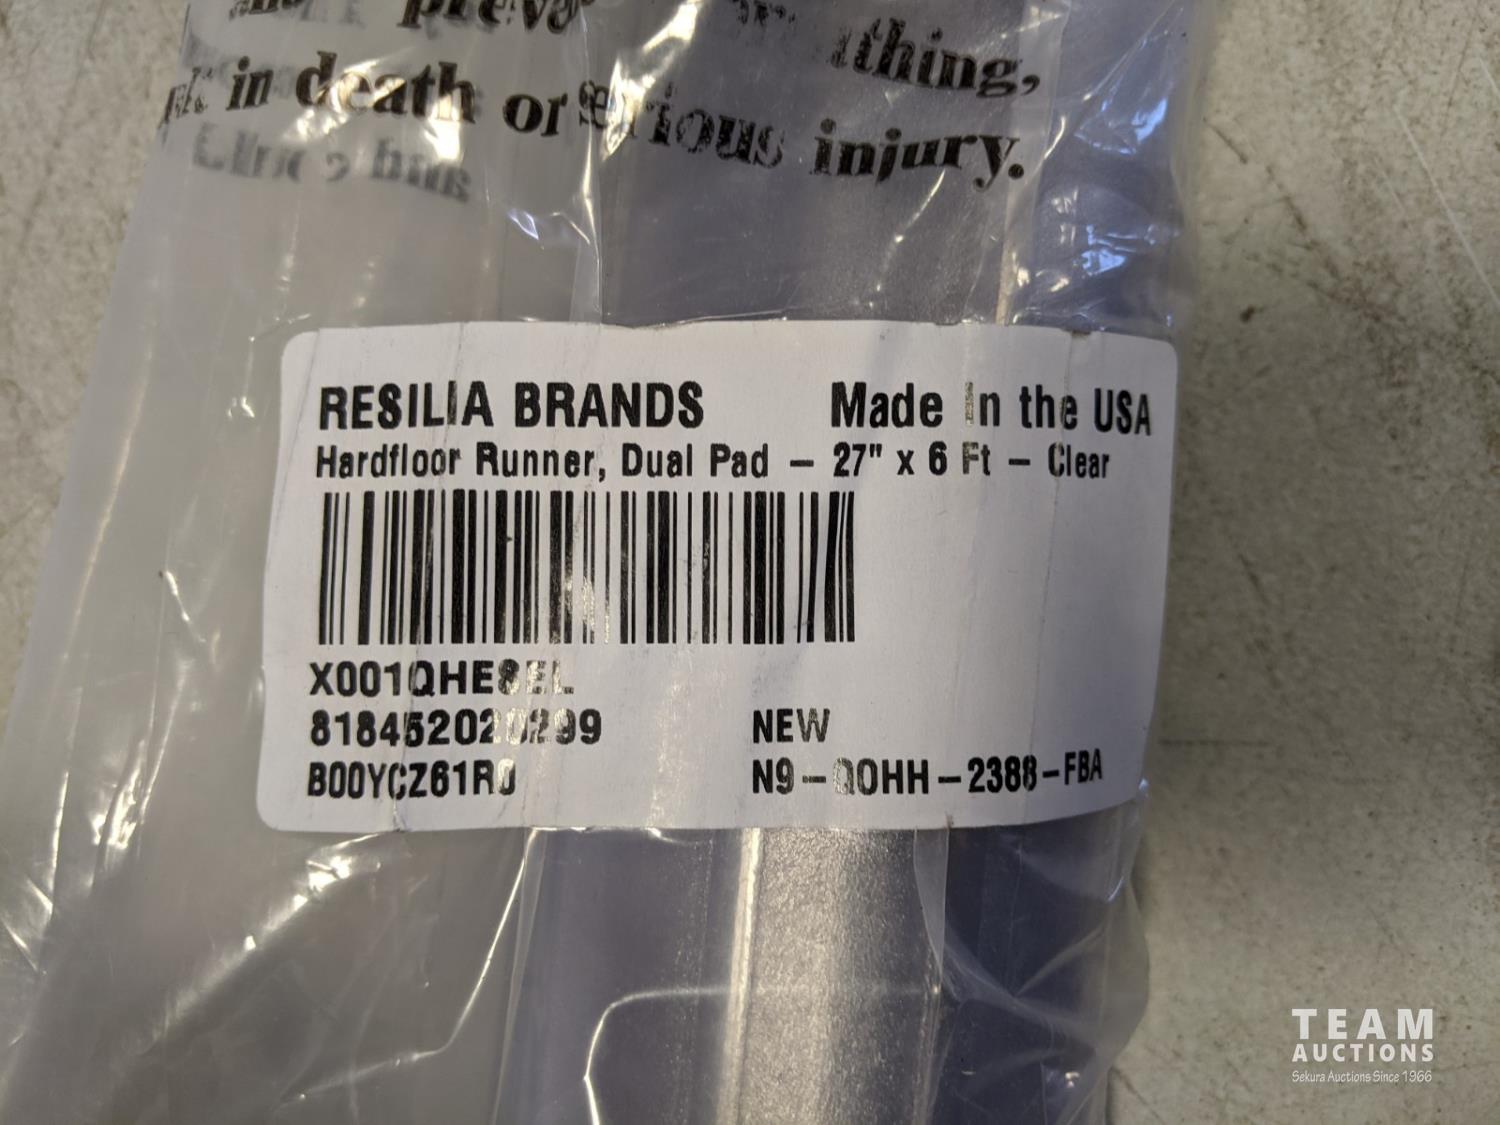 in death or serious injury.
RESILIA BRANDS Made In the USA
Hardfloor Runner, Dual Pad – 27" x 6 Ft – Clear
X001QHE8EL
818452020299 NEW
B00YCZ61R0 N9-QOHH-2388-FBA
TEAM
AUCTIONS
Sekura Auctions Since 1966